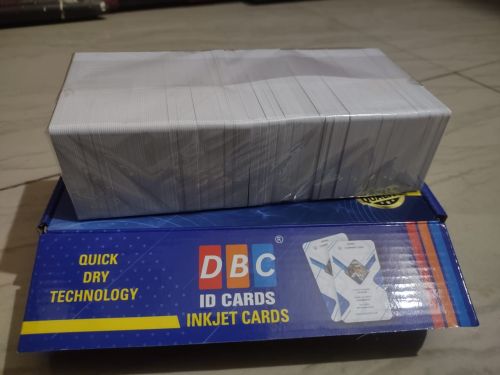 QUICK
DRY
TECHNOLOGY
DBC®
ID CARDS
INKJET CARDS